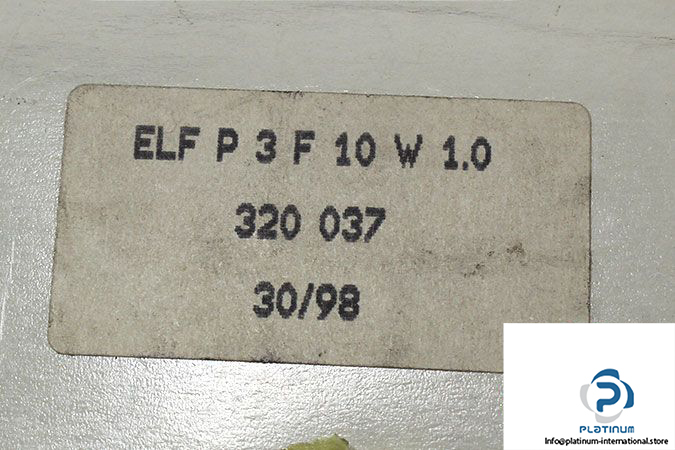 ELF P 3 F 10 W 1.0
320 037
30/98
PLATINUM
Info@platinum-international.store